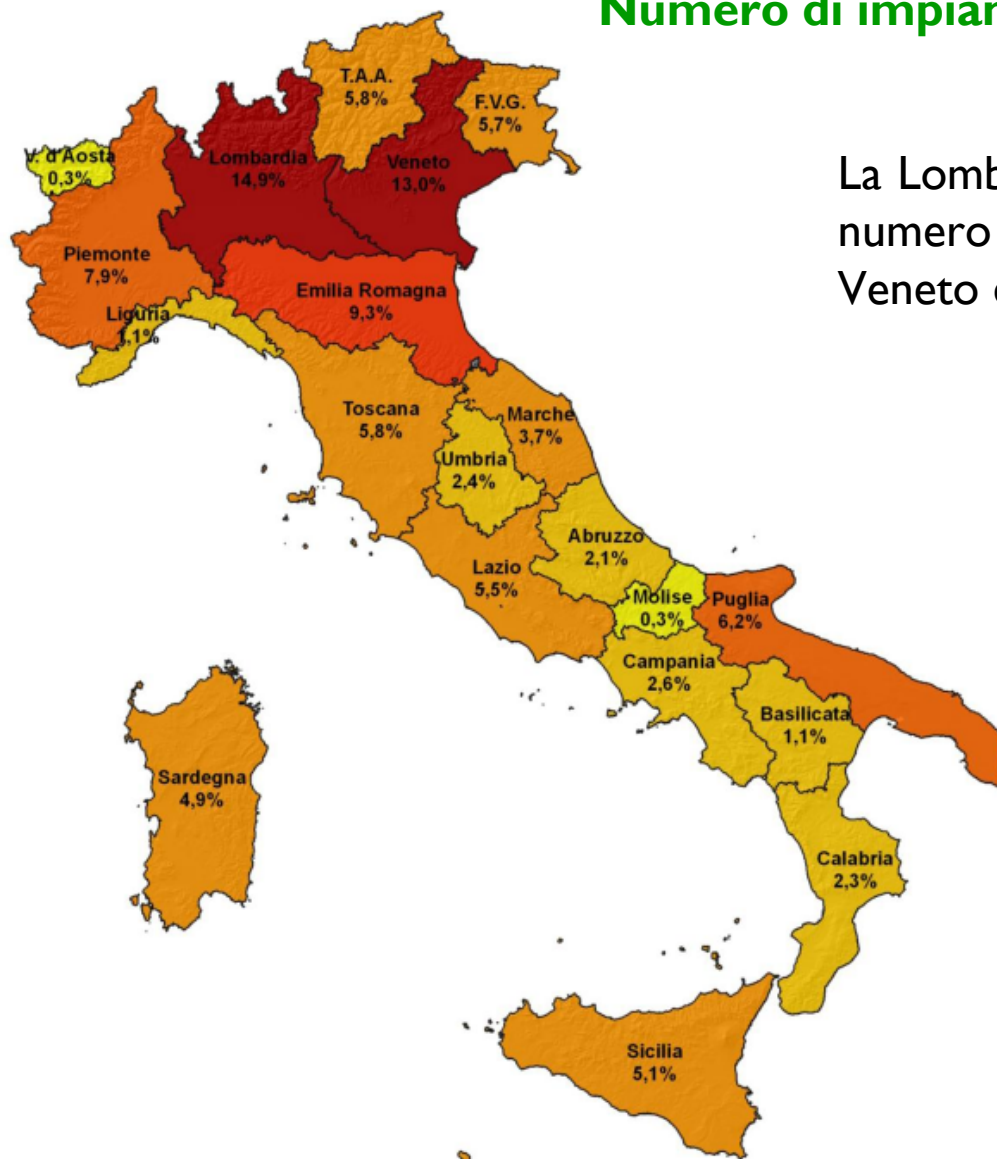 Numero di impian
La Lomb
numero
Veneto
T.A.A.
5,8%
F.V.G.
5,7%
V. d'Aosta
0,3%
Lombardia
14,9%
Veneto
13,0%
Piemonte
7,9%
Emilia Romagna
9,3%
Liguria
1,1%
Toscana
5,8%
Marche
3,7%
Umbria
2,4%
Abruzzo
2,1%
Lazio
5,5%
Molise
0,3%
Puglia
6,2%
Campania
2,6%
Basilicata
1,1%
Sardegna
4,9%
Calabria
2,3%
Sicilia
5,1%